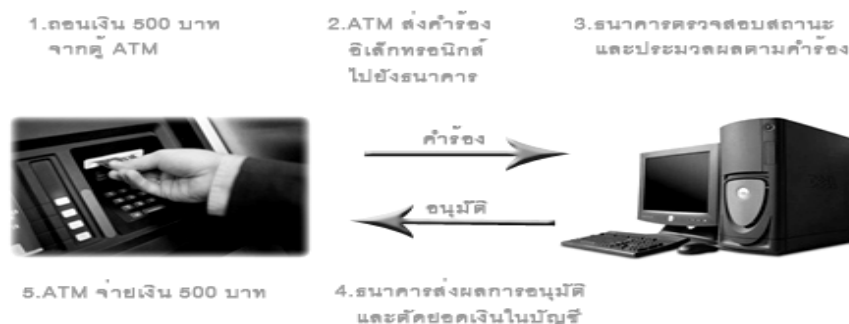 1.ถอนเงิน 500 บาท
จากตู้ ATM
2.ATM ส่งคำร้อง
อิเล็กทรอนิกส์
ไปยังธนาคาร
3.ธนาคารตรวจสอบสถานะ
และประมวลผลตามคำร้อง
คำร้อง
อนุมัติ
5.ATM จ่ายเงิน 500 บาท
4.ธนาคารส่งผลการอนุมัติ
และตัดยอดเงินในบัญชี